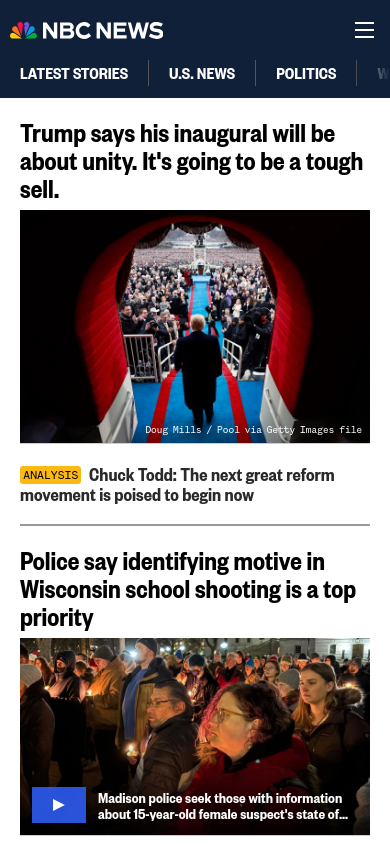 NBC NEWS
LATEST STORIES
U.S. NEWS
POLITICS
Trump says his inaugural will be
about unity. It's going to be a tough
sell.
Doug Mills / Pool via Getty Images file
ANALYSIS Chuck Todd: The next great reform
movement is poised to begin now
Police say identifying motive in
Wisconsin school shooting is a top
priority
Madison police seek those with information
about 15-year-old female suspect's state of...